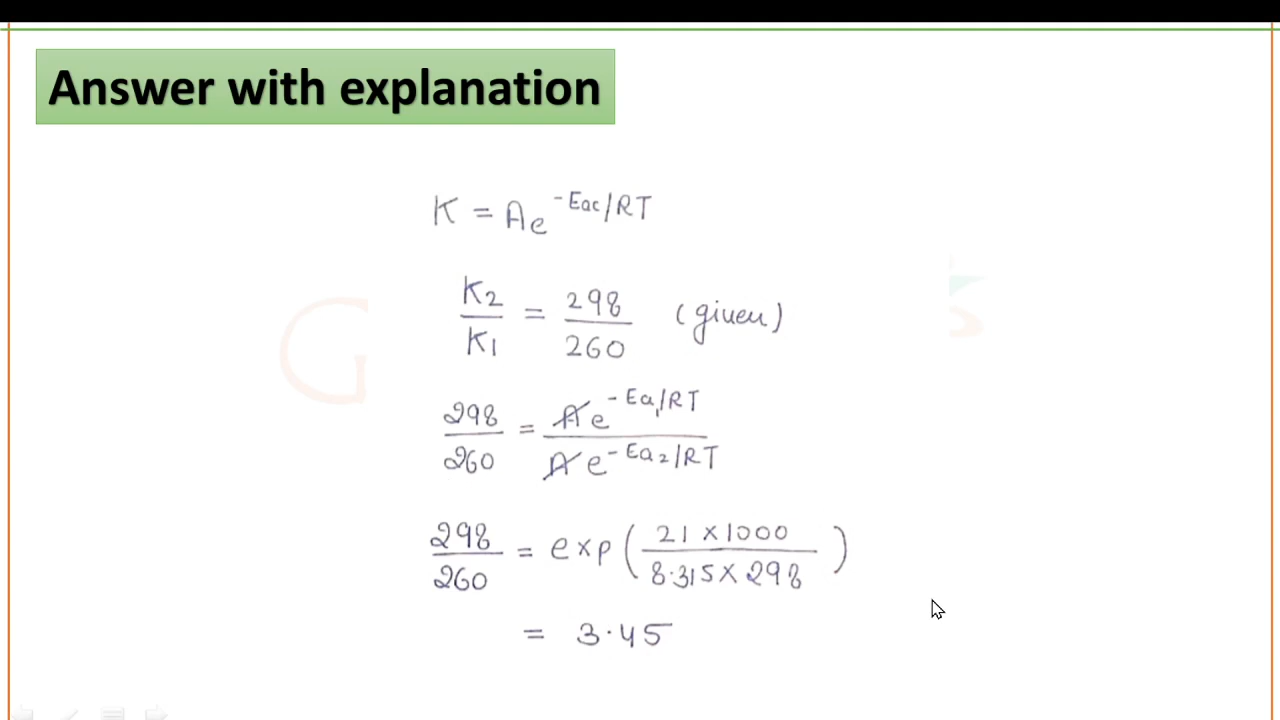 Answer with explanation
K = Ae^-Eac/RT
K2/K1 = 298/260 (given)
298/260 = Ae^-Ea1/RT / Ae^-Ea2/RT
298/260 = exp(21 x 1000 / 8.315 x 298)
= 3.45